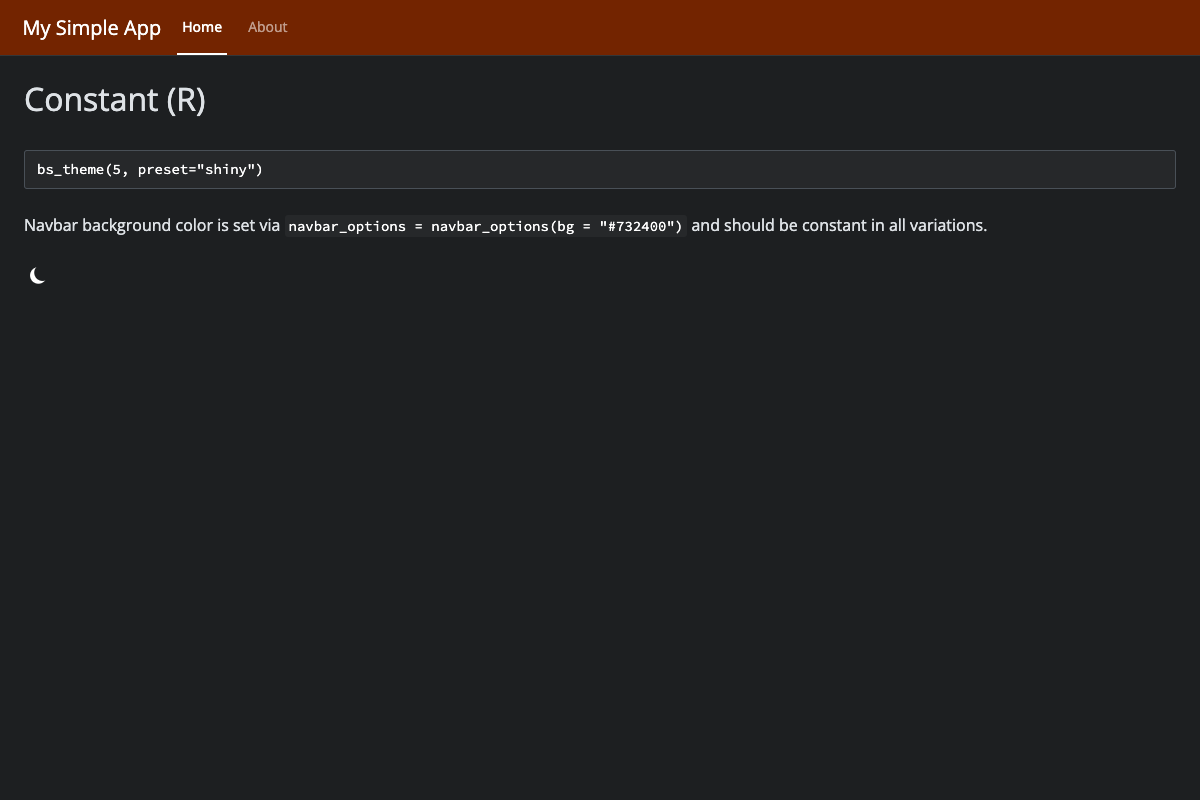 My Simple App Home About
Constant (R)
bs_theme(5, preset="shiny")
Navbar background color is set via navbar_options = navbar_options(bg = "#732400") and should be constant in all variations.